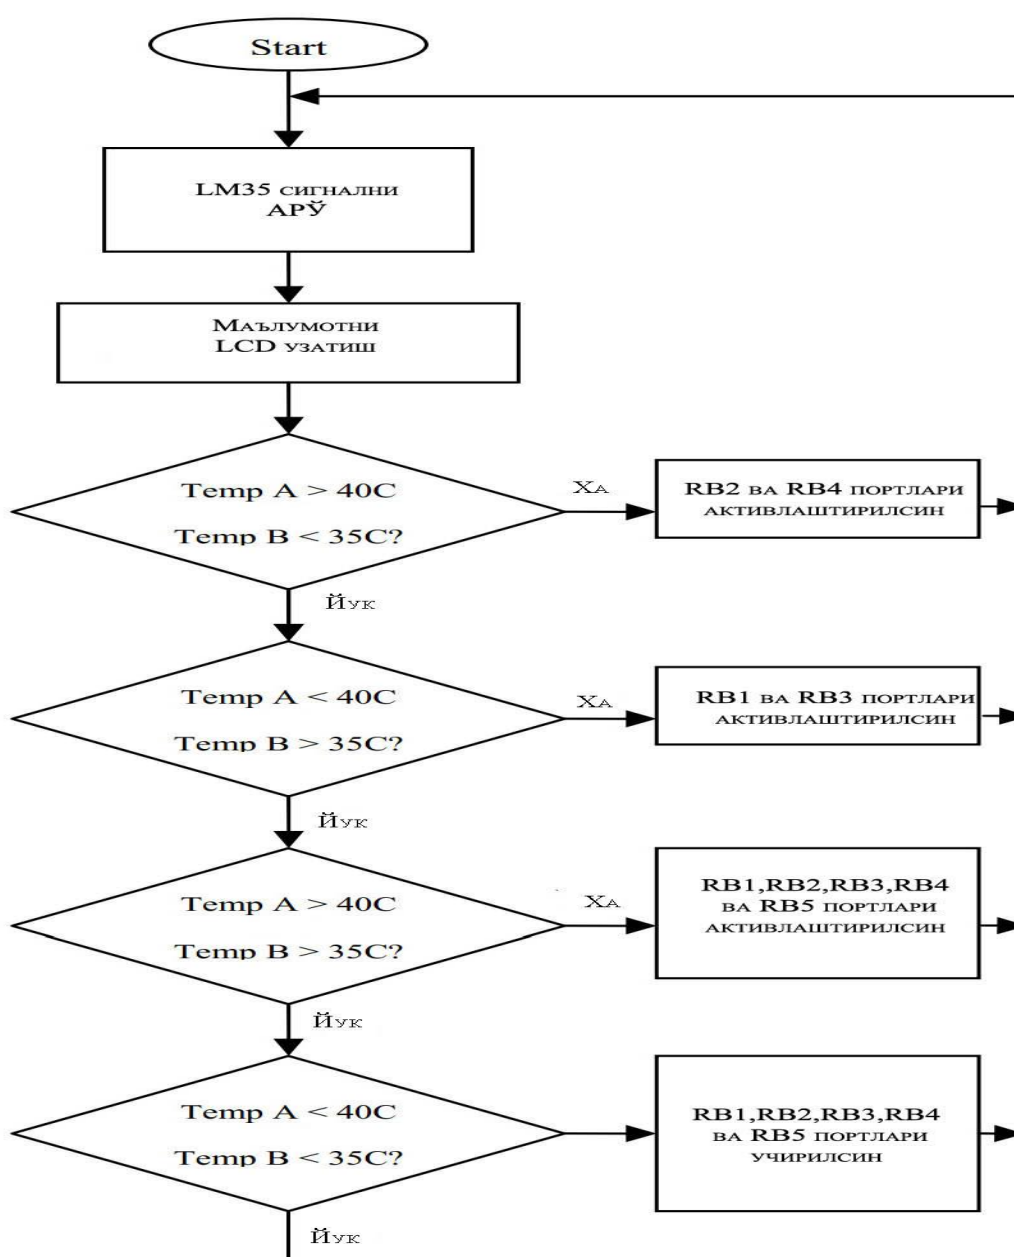 Start
LM35 сигнални
АРЎ
Маълумотни
LCD узатиш
Temp A > 40C
Temp B < 35C?
Ха
RB2 ва RB4 портлари
активлаштирилсин
Йук
Temp A < 40C
Temp B > 35C?
Ха
RB1 ва RB3 портлари
активлаштирилсин
Йук
Temp A > 40C
Temp B > 35C?
Ха
RB1,RB2,RB3,RB4
ва RB5 портлари
активлаштирилсин
Йук
Temp A < 40C
Temp B < 35C?
RB1,RB2,RB3,RB4
ва RB5 портлари
учирилсин
Йук